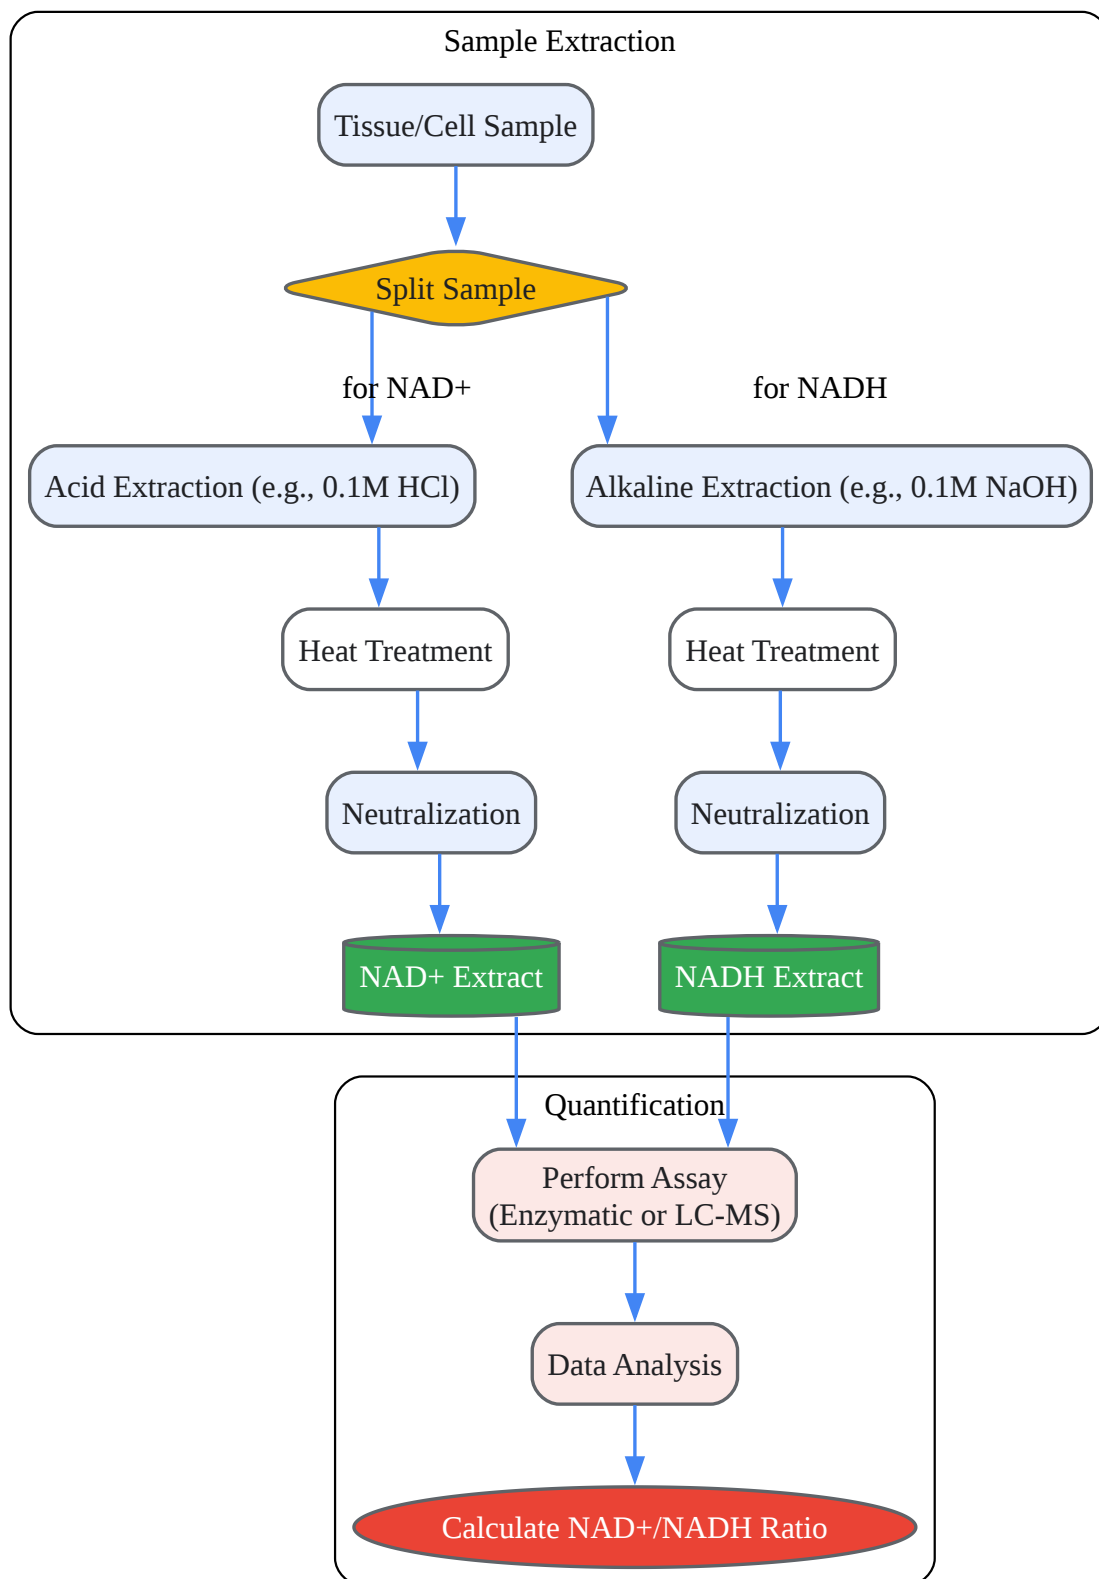 Sample Extraction
Tissue/Cell Sample
Split Sample
for NAD+
for NADH
Acid Extraction (e.g., 0.1M HCl)
Alkaline Extraction (e.g., 0.1M NaOH)
Heat Treatment
Heat Treatment
Neutralization
Neutralization
NAD+ Extract
NADH Extract
Quantification
Perform Assay
(Enzymatic or LC-MS)
Data Analysis
Calculate NAD+/NADH Ratio